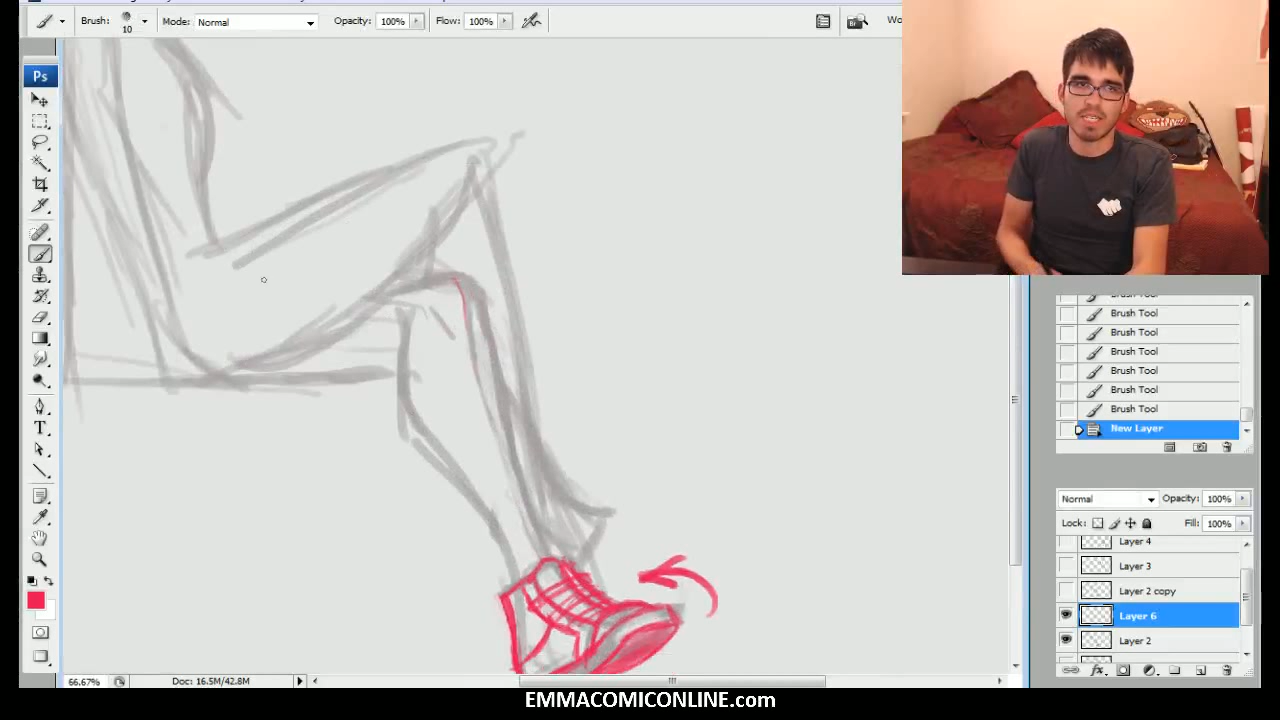 Brush: 10 Mode: Normal Opacity: 100% Flow: 100% Wo
Ps
Brush Tool
Brush Tool
Brush Tool
Brush Tool
Brush Tool
Brush Tool
New Layer
Normal Opacity: 100%
Lock: Fill: 100%
Layer 4
Layer 3
Layer 2 copy
Layer 6
Layer 2
66.67% Doc: 16.5M/42.8M
EMMACOMICONLINE.com